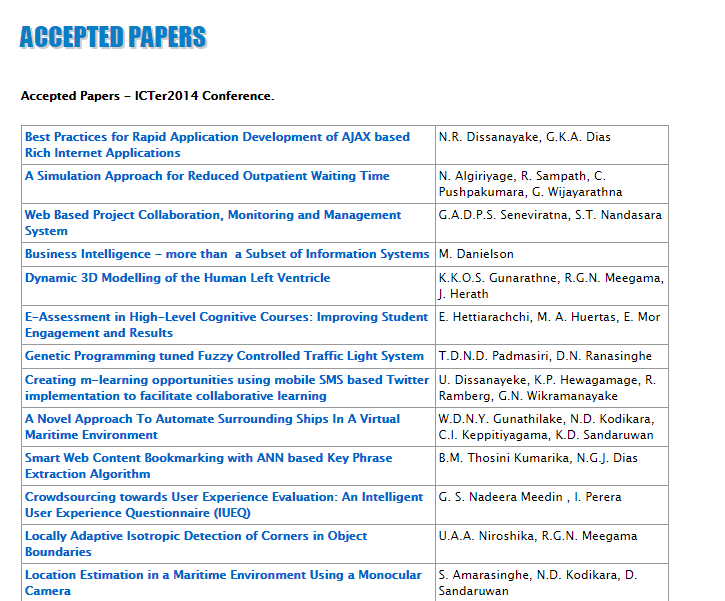 ACCEPTED PAPERS
Accepted Papers – ICTer2014 Conference.
Best Practices for Rapid Application Development of AJAX based
Rich Internet Applications
N.R. Dissanayake, G.K.A. Dias
A Simulation Approach for Reduced Outpatient Waiting Time
N. Algiriyage, R. Sampath, C.
Pushpakumara, G. Wijayarathna
Web Based Project Collaboration, Monitoring and Management
System
G.A.D.P.S. Seneviratna, S.T. Nandasara
Business Intelligence – more than a Subset of Information Systems
M. Danielson
Dynamic 3D Modelling of the Human Left Ventricle
K.K.O.S. Gunarathne, R.G.N. Meegama,
J. Herath
E-Assessment in High-Level Cognitive Courses: Improving Student
Engagement and Results
E. Hettiarachchi, M. A. Huertas, E. Mor
Genetic Programming tuned Fuzzy Controlled Traffic Light System
T.D.N.D. Padmasiri, D.N. Ranasinghe
Creating m-learning opportunities using mobile SMS based Twitter
implementation to facilitate collaborative learning
U. Dissanayeke, K.P. Hewagamage, R.
Ramberg, G.N. Wikramanayake
A Novel Approach To Automate Surrounding Ships In A Virtual
Maritime Environment
W.D.N.Y. Gunathilake, N.D. Kodikara,
C.I. Keppitiyagama, K.D. Sandaruwan
Smart Web Content Bookmarking with ANN based Key Phrase
Extraction Algorithm
B.M. Thosini Kumarika, N.G.J. Dias
Crowdsourcing towards User Experience Evaluation: An Intelligent
User Experience Questionnaire (IUEQ)
G. S. Nadeera Meedin , I. Perera
Locally Adaptive Isotropic Detection of Corners in Object
Boundaries
U.A.A. Niroshika, R.G.N. Meegama
Location Estimation in a Maritime Environment Using a Monocular
Camera
S. Amarasinghe, N.D. Kodikara, D.
Sandaruwan